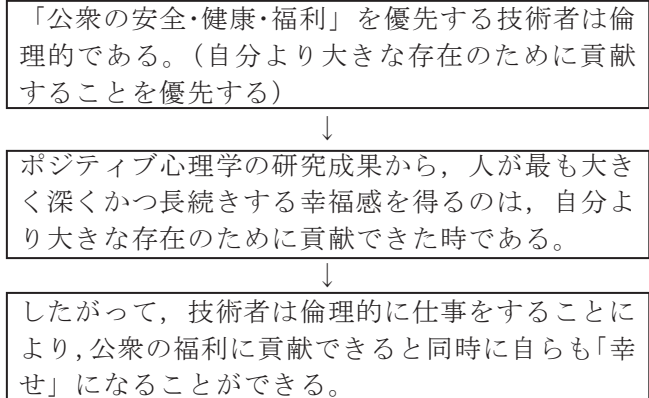 「公衆の安全・健康・福利」を優先する技術者は倫
理的である。(自分より大きな存在のために貢献
することを優先する)
↓
ポジティブ心理学の研究成果から，人が最も大き
く深くかつ長続きする幸福感を得るのは，自分よ
り大きな存在のために貢献できた時である。
↓
したがって，技術者は倫理的に仕事をすることに
より，公衆の福利に貢献できると同時に自らも「幸
せ」になることができる。